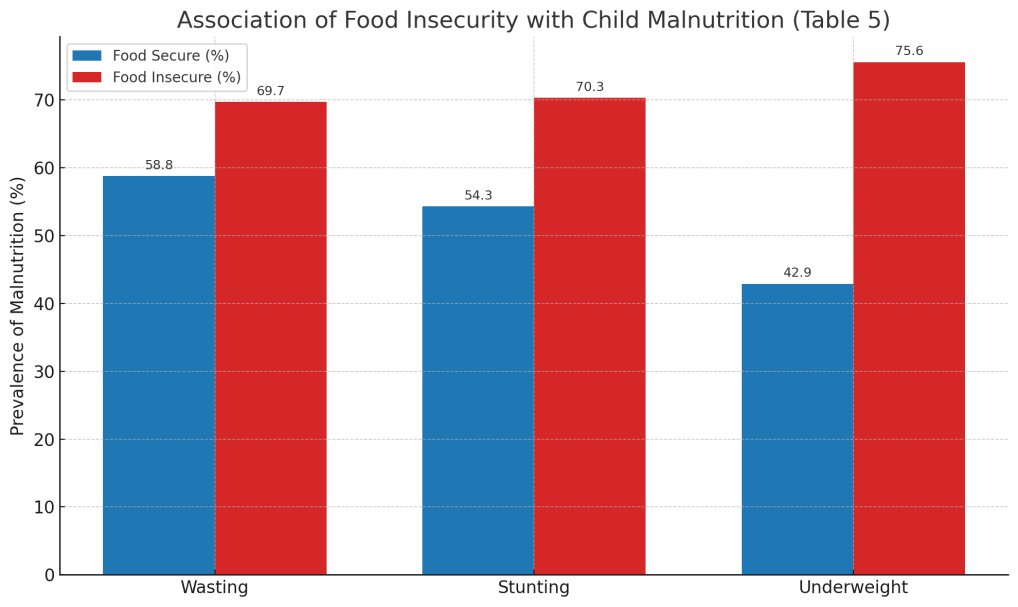 Association of Food Insecurity with Child Malnutrition (Table 5)
Food Secure (%)
Food Insecure (%)
Prevalence of Malnutrition (%)
70
60
50
40
30
20
10
0
58.8
69.7
54.3
70.3
42.9
75.6
Wasting
Stunting
Underweight